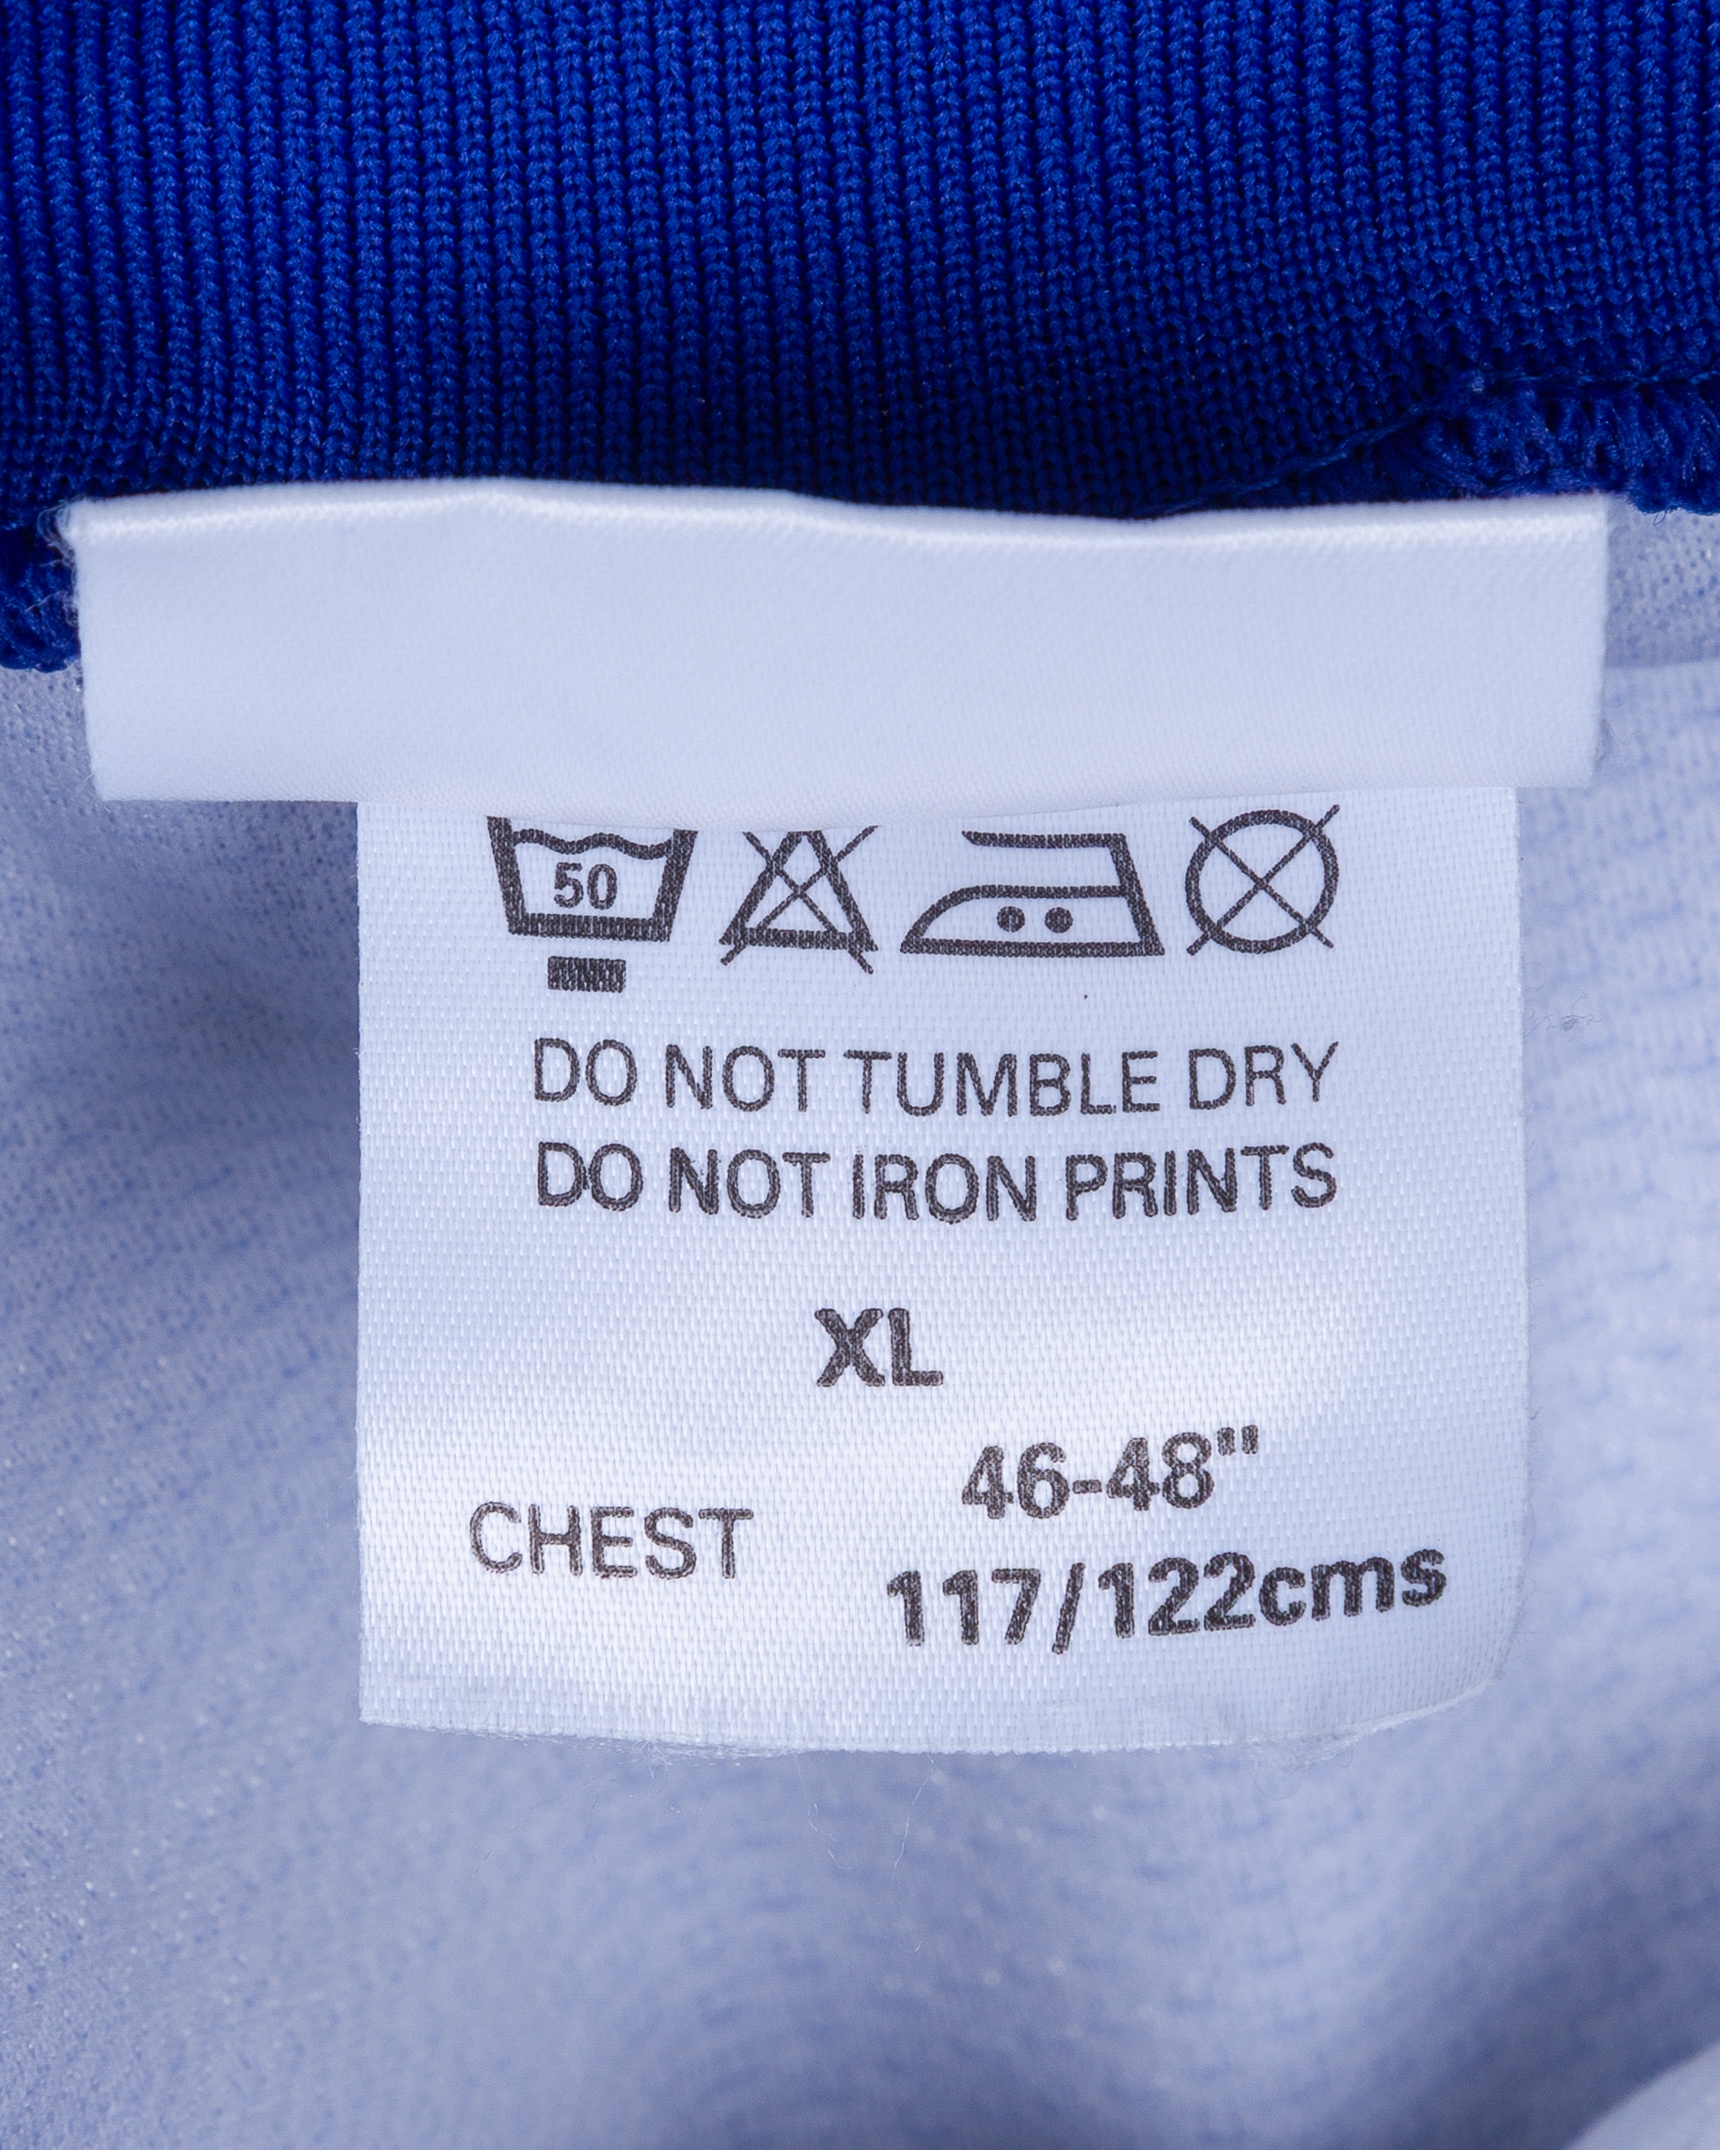 50
DO NOT TUMBLE DRY
DO NOT IRON PRINTS
XL
46-48"
CHEST
117/122cms